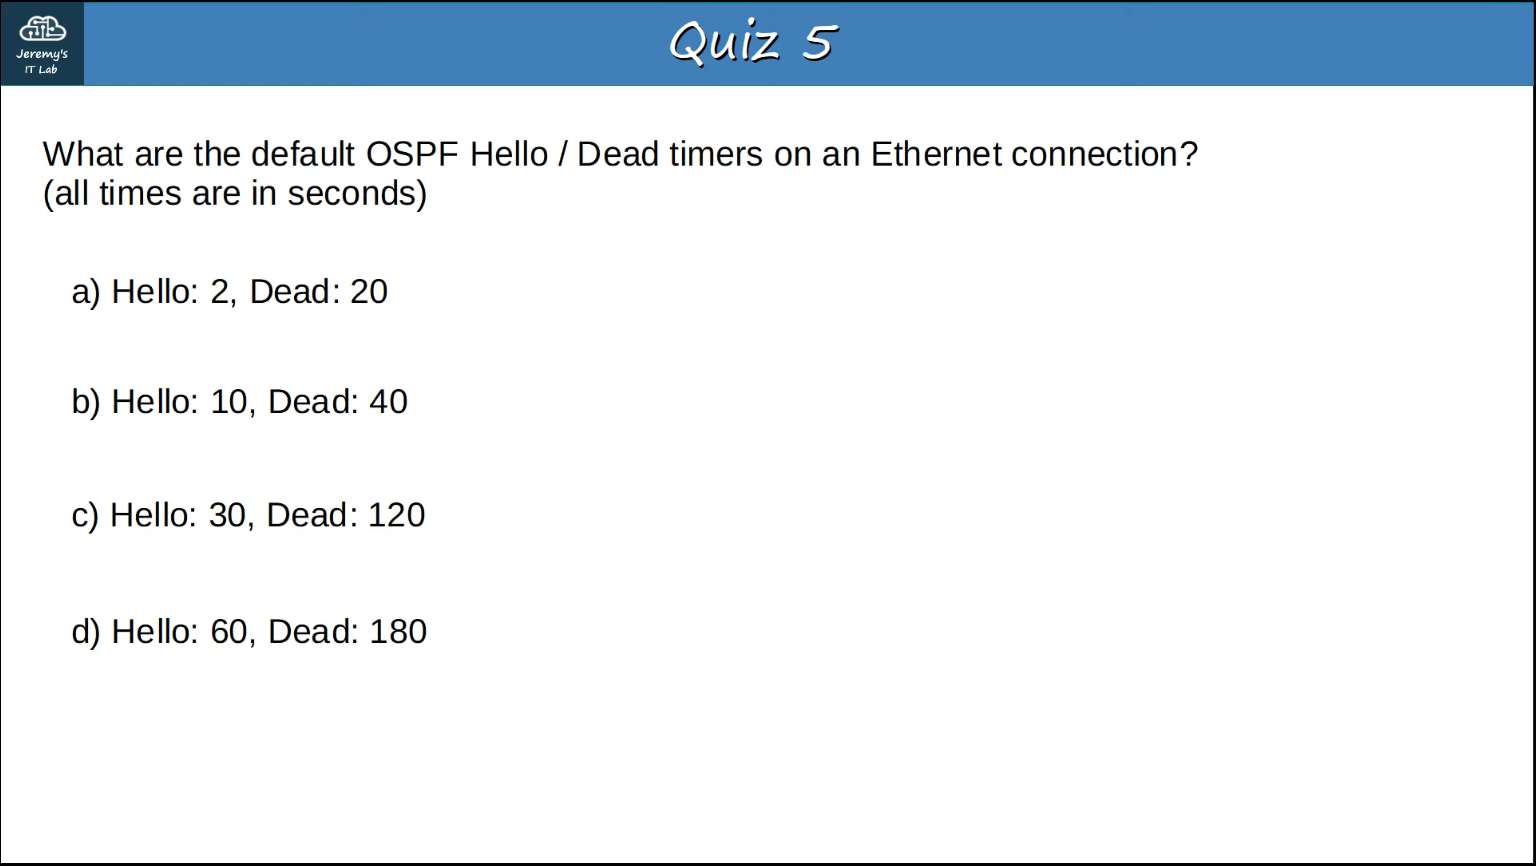 Jeremy's
IT Lab
Quiz 5
What are the default OSPF Hello / Dead timers on an Ethernet connection?
(all times are in seconds)
a) Hello: 2, Dead: 20
b) Hello: 10, Dead: 40
c) Hello: 30, Dead: 120
d) Hello: 60, Dead: 180